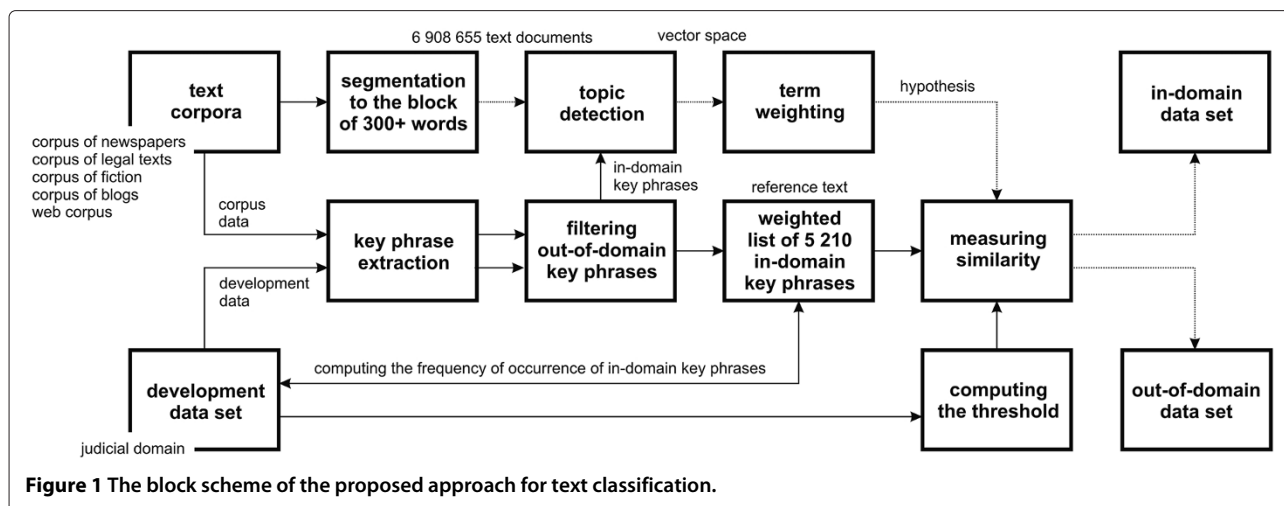 6 908 655 text documents
vector space
text
corpora
segmentation
to the block
of 300+ words
topic
detection
term
weighting
hypothesis
in-domain
data set
corpus of newspapers
corpus of legal texts
corpus of fiction
corpus of blogs
web corpus
in-domain
key phrases
reference text
corpus
data
key phrase
extraction
filtering
out-of-domain
key phrases
weighted
list of 5 210
in-domain
key phrases
measuring
similarity
development
data
computing the frequency of occurrence of in-domain key phrases
development
data set
judicial domain
computing
the threshold
out-of-domain
data set
Figure 1 The block scheme of the proposed approach for text classification.